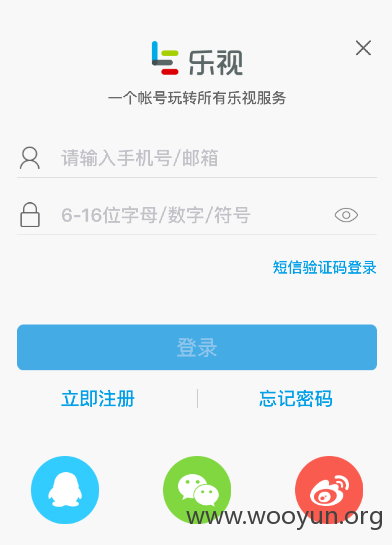 乐视
一个帐号玩转所有乐视服务
请输入手机号/邮箱
6-16位字母/数字/符号
短信验证码登录
登录
立即注册
忘记密码
www.wooyun.org